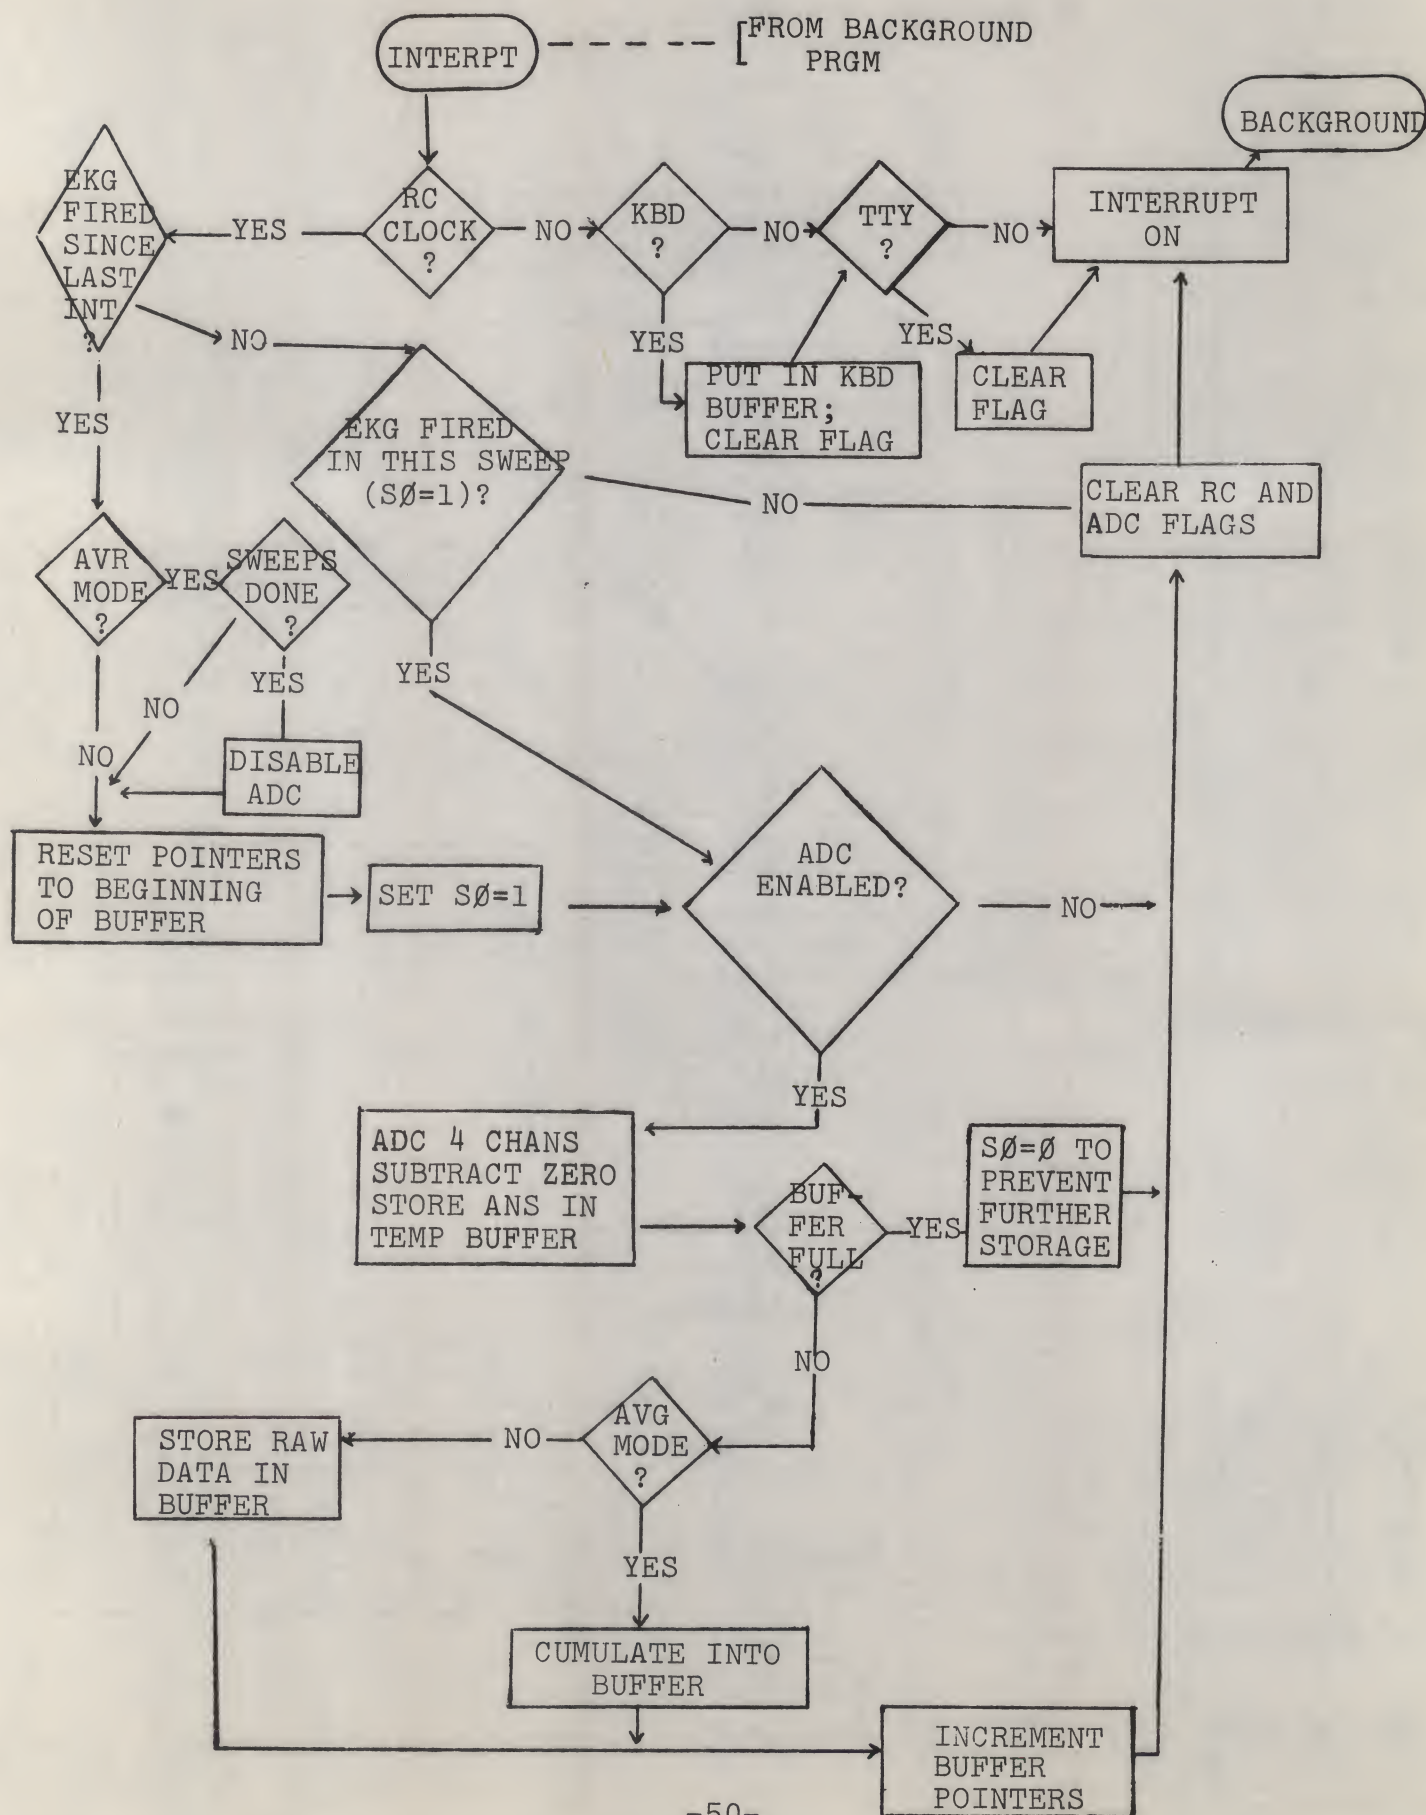 INTERPT
[FROM BACKGROUND
PRGM
BACKGROUND
EKG
FIRED
SINCE
LAST
INT
?
YES
RC
CLOCK
?
NO
KBD
?
NO
TTY
?
NO
INTERRUPT
ON
NO
YES
YES
PUT IN KBD
BUFFER;
CLEAR FLAG
CLEAR
FLAG
YES
EKG FIRED
IN THIS SWEEP
(SØ=1)?
NO
CLEAR RC AND
ADC FLAGS
AVR
MODE
?
YES
SWEEPS
DONE
?
YES
YES
NO
NO
DISABLE
ADC
RESET POINTERS
TO BEGINNING
OF BUFFER
SET SØ=1
ADC
ENABLED?
NO
YES
ADC 4 CHANS
SUBTRACT ZERO
STORE ANS IN
TEMP BUFFER
BUF-
FER
FULL
?
YES
SØ=Ø TO
PREVENT
FURTHER
STORAGE
NO
STORE RAW
DATA IN
BUFFER
NO
AVG
MODE
?
YES
CUMULATE INTO
BUFFER
INCREMENT
BUFFER
POINTERS
-50-